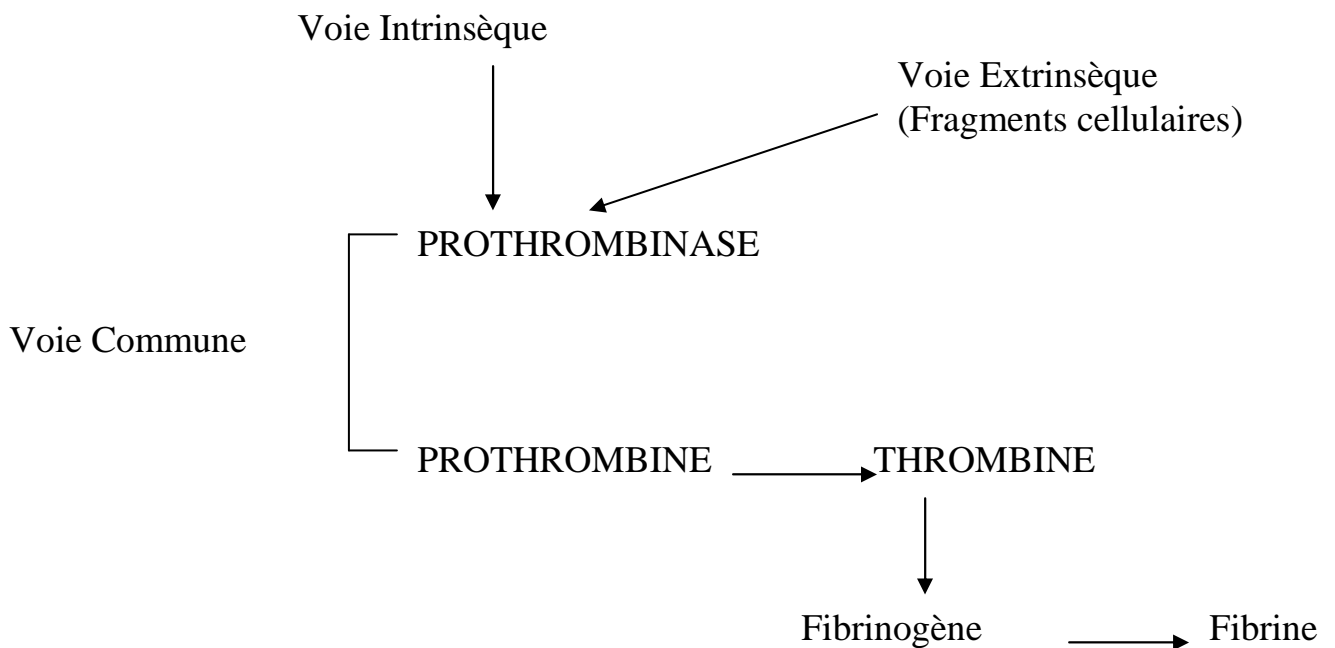 Voie Intrinsèque
Voie Extrinsèque
(Fragments cellulaires)
PROTHROMBINASE
Voie Commune
PROTHROMBINE
THROMBINE
Fibrinogène
Fibrine